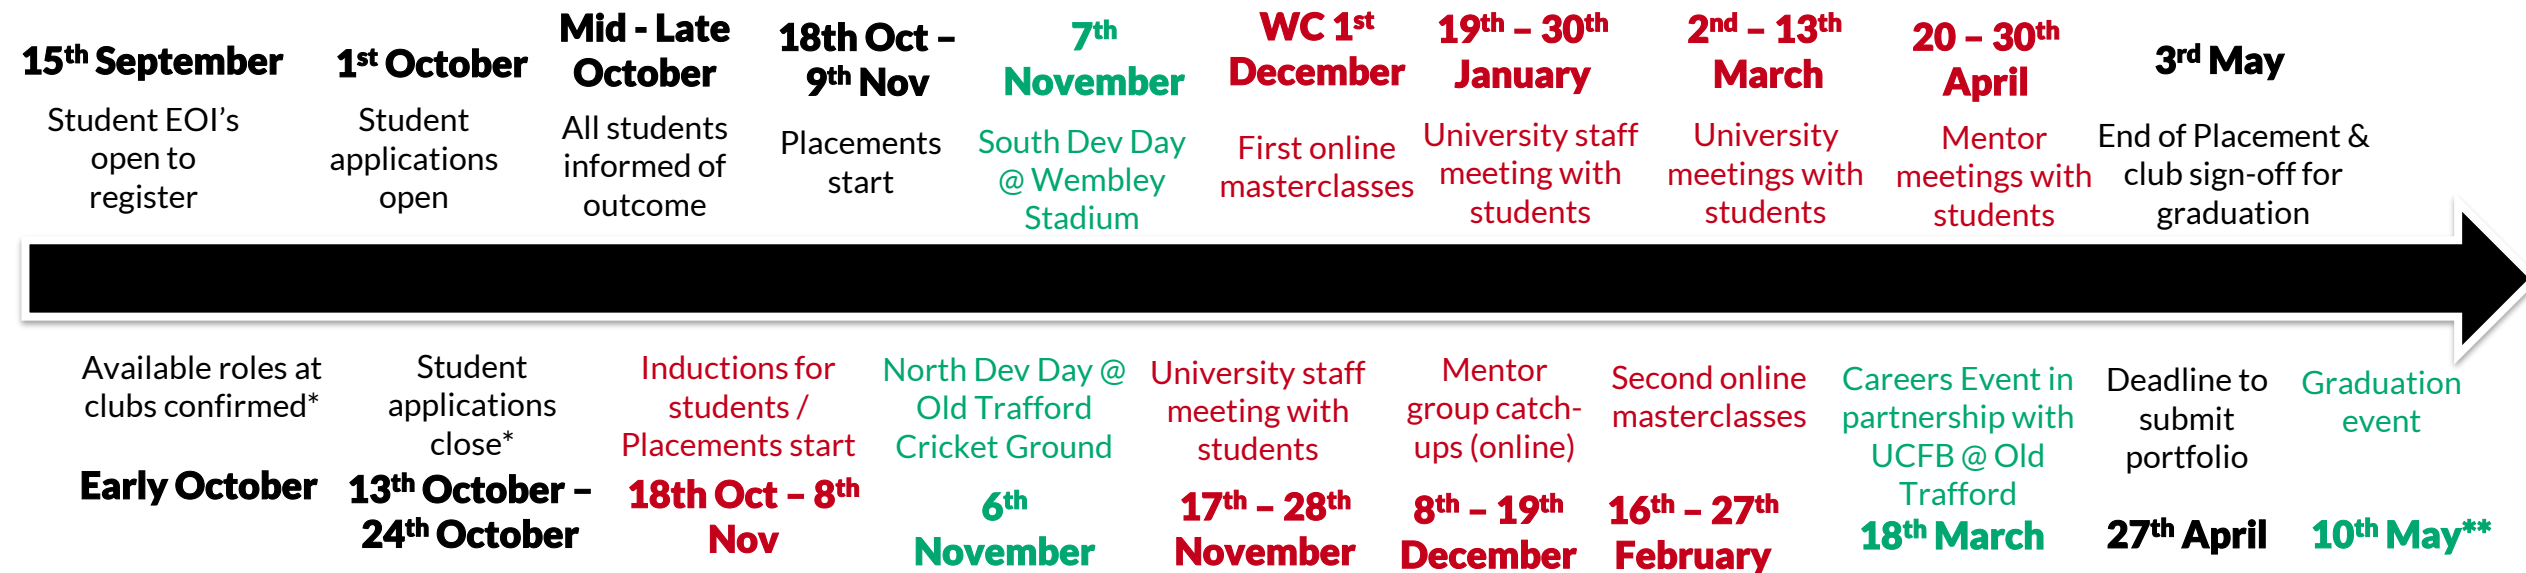 15th September
Student EOI's
open to
register
1st October
Student
applications
open
Mid - Late
October
All students
informed of
outcome
18th Oct –
9th Nov
Placements
start
7th
November
South Dev Day
@ Wembley
Stadium
WC 1st
December
First online
masterclasses
19th – 30th
January
University staff
meeting with
students
2nd – 13th
March
University
meetings with
students
20 – 30th
April
Mentor
meetings with
students
3rd May
End of Placement &
club sign-off for
graduation
Available roles at
clubs confirmed*
Early October
Student
applications
close*
13th October –
24th October
Inductions for
students /
Placements start
18th Oct – 8th
Nov
North Dev Day @
Old Trafford
Cricket Ground
6th
November
University staff
meeting with
students
17th – 28th
November
Mentor
group catch-
ups (online)
8th – 19th
December
Second online
masterclasses
16th – 27th
February
Careers Event in
partnership with
UCFB @ Old
Trafford
18th March
Deadline to
submit
portfolio
27th April
Graduation
event
10th May**